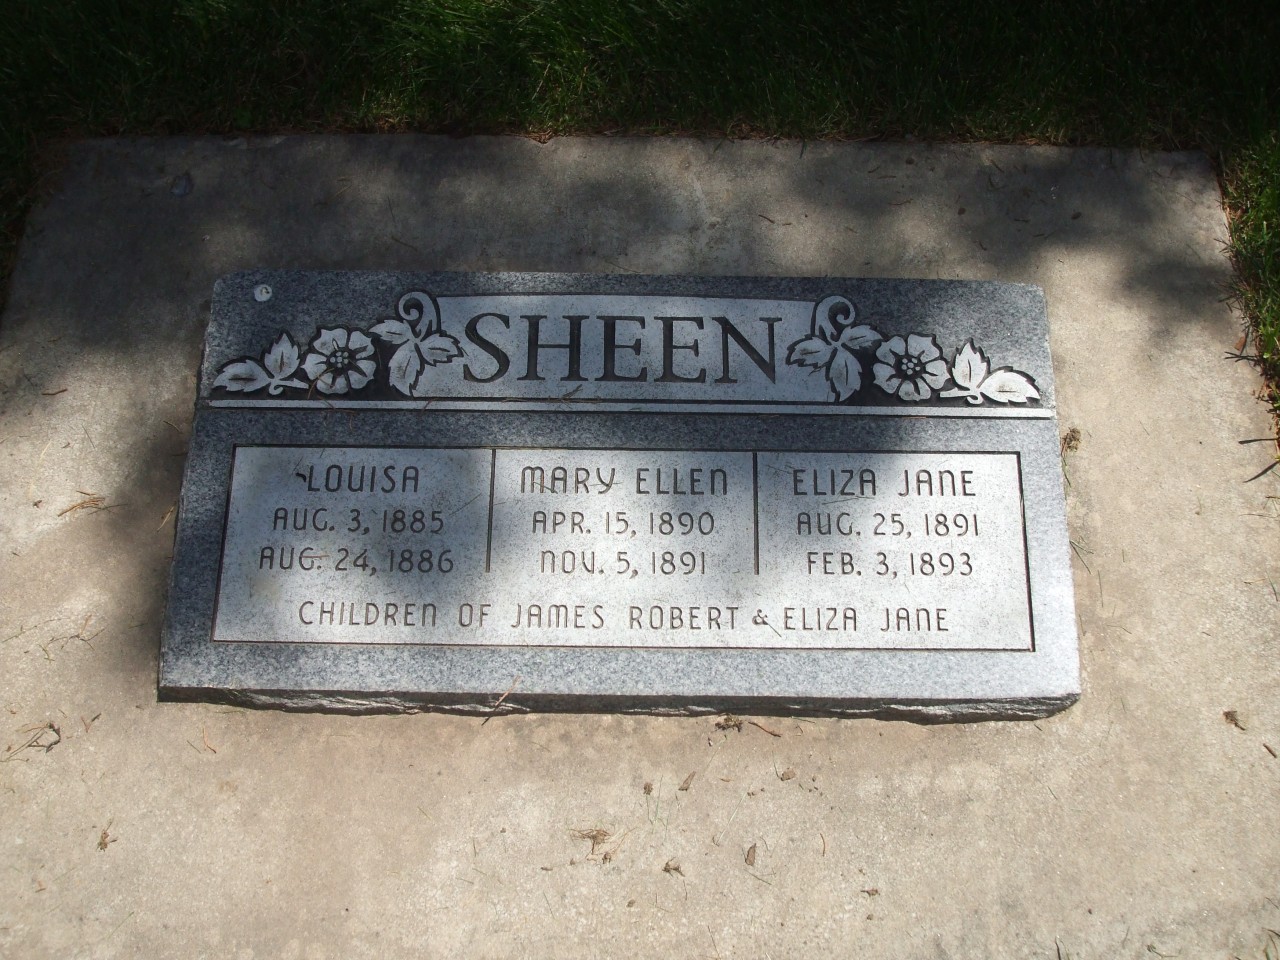 SHEEN
LOUISA
AUG. 3, 1885
AUG. 24, 1886
MARY ELLEN
APR. 15, 1890
NOV. 5, 1891
ELIZA JANE
AUG. 25, 1891
FEB. 3, 1893
CHILDREN OF JAMES ROBERT & ELIZA JANE